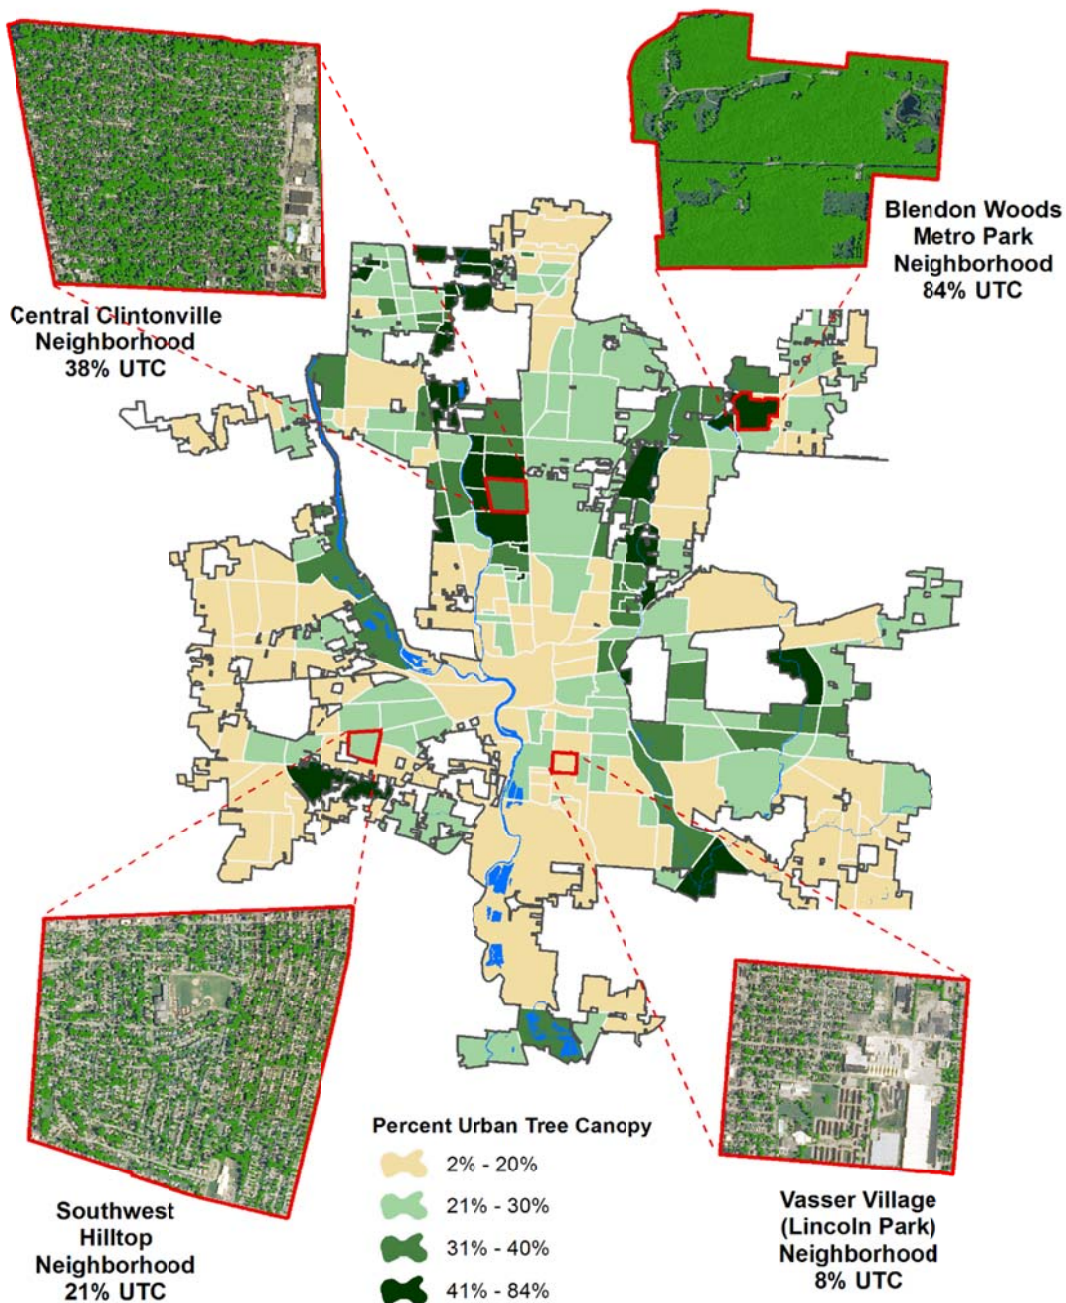 Central Clintonville
Neighborhood
38% UTC
Blendon Woods
Metro Park
Neighborhood
84% UTC
Southwest
Hilltop
Neighborhood
21% UTC
Percent Urban Tree Canopy
2% - 20%
21% - 30%
31% - 40%
41% - 84%
Vasser Village
(Lincoln Park)
Neighborhood
8% UTC